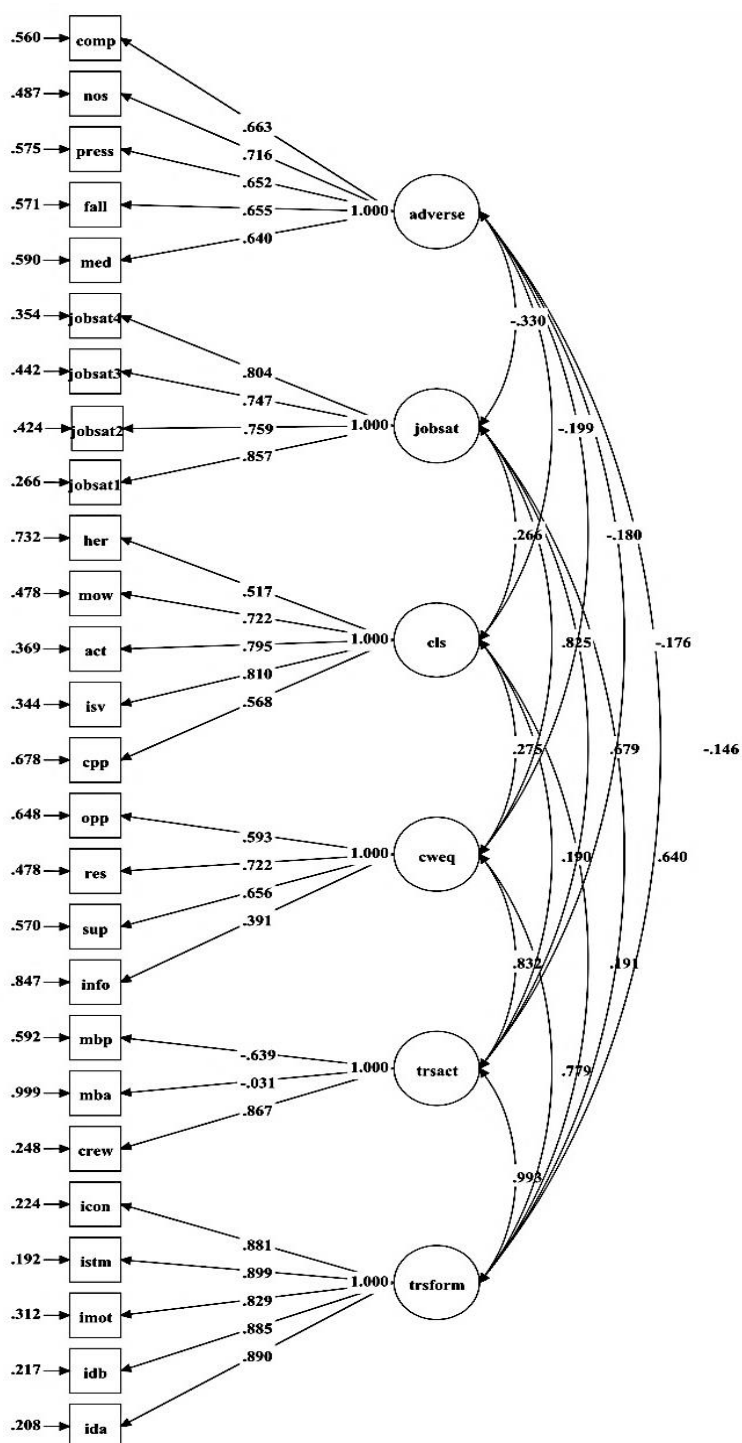 .560 comp
.663
.487 nos
.716
.575 press
.652
.571 fall
.655 1.000 adverse
.590 med
.640
-.330
.354 jobsat4
.804
.442 jobsat3
.747
.424 jobsat2
.759 1.000 jobsat
-.199
.266 jobsat1
.857
.732 her
.266 -.180
.517
.478 mow
.722
.369 act
.795 1.000 cls
.825 -.176
.344 isv
.810
.678 cpp
.568
.275 .679 -.146
.648 opp
.593
.478 res
.722 1.000 cweq
.190 .640
.570 sup
.656
.847 info
.391
.832 .191
.592 mbp
-.639
.999 mba
-.031 1.000 trsact
.779
.248 crew
.867
.993
.224 icon
.881
.192 istm
.899
.312 imot
.829 1.000 trsform
.217 idb
.885
.208 ida
.890